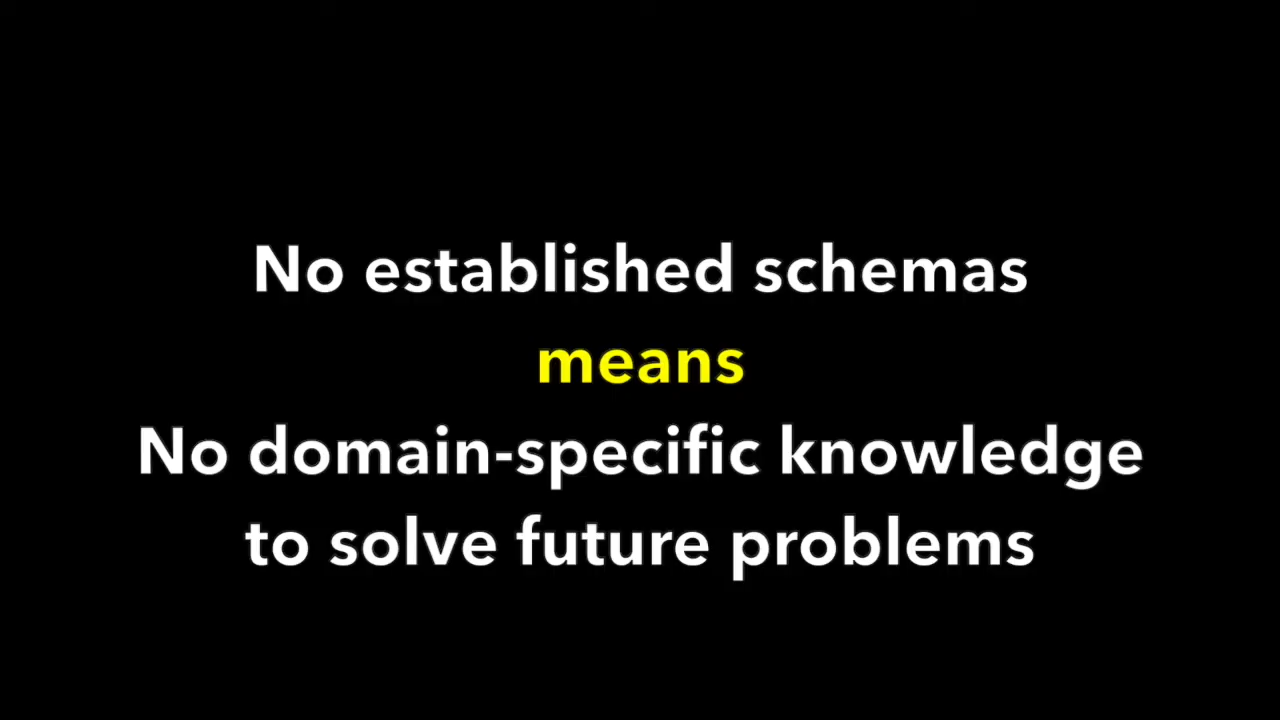 No established schemas
means
No domain-specific knowledge
to solve future problems